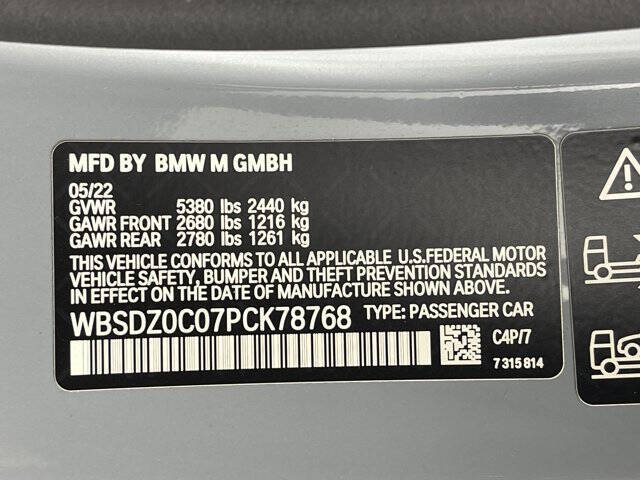 MFD BY BMW M GMBH
05/22
GVWR 5380 lbs 2440 kg
GAWR FRONT 2680 lbs 1216 kg
GAWR REAR 2780 lbs 1261 kg
THIS VEHICLE CONFORMS TO ALL APPLICABLE U.S.FEDERAL MOTOR
VEHICLE SAFETY, BUMPER AND THEFT PREVENTION STANDARDS
IN EFFECT ON THE DATE OF MANUFACTURE SHOWN ABOVE.
WBSDZ0C07PCK78768 TYPE: PASSENGER CAR
C4P/7
7 315 814